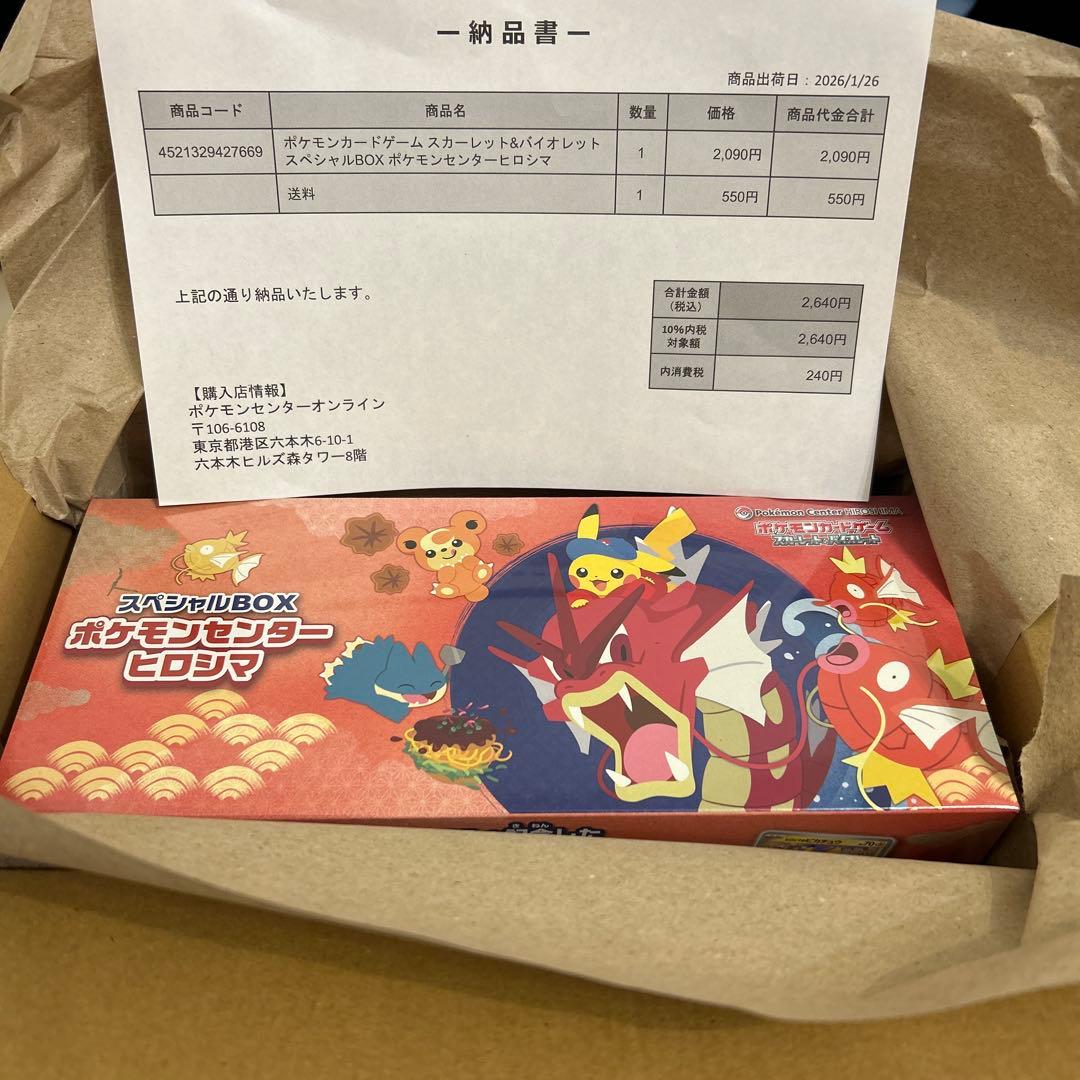 ー納品書ー
商品出荷日：2026/1/26
商品コード 商品名 数量 価格 商品代金合計
4521329427669 ポケモンカードゲーム スカーレット&バイオレット スペシャルBOX ポケモンセンターヒロシマ 1 2,090円 2,090円
送料 1 550円 550円
上記の通り納品いたします。
合計金額（税込） 2,640円
10%内税対象額 2,640円
内消費税 240円
【購入店情報】
ポケモンセンターオンライン
〒106-6108
東京都港区六本木6-10-1
六本木ヒルズ森タワー8階
Pokémon Center HIROSHIMA
ポケモンカードゲーム
スカーレット&バイオレット
スペシャルBOX
ポケモンセンター
ヒロシマ
きねん
ピカチュウ
70